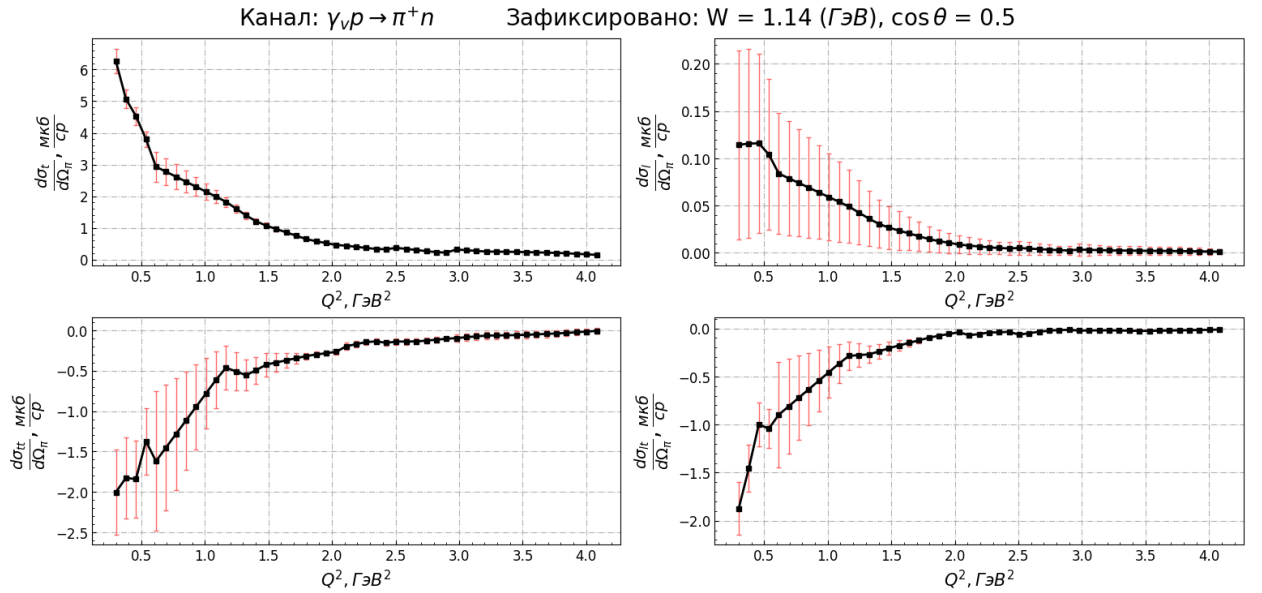 Канал: γ_v p → π⁺n Зафиксировано: W = 1.14 (ГэВ), cos θ = 0.5
dσ_t/dΩ_π, мкб/ср
6
5
4
3
2
1
0
0.5 1.0 1.5 2.0 2.5 3.0 3.5 4.0
Q², ГэВ²
dσ_l/dΩ_π, мкб/ср
0.20
0.15
0.10
0.05
0.00
0.5 1.0 1.5 2.0 2.5 3.0 3.5 4.0
Q², ГэВ²
dσ_tt/dΩ_π, мкб/ср
0.0
−0.5
−1.0
−1.5
−2.0
−2.5
0.5 1.0 1.5 2.0 2.5 3.0 3.5 4.0
Q², ГэВ²
dσ_lt/dΩ_π, мкб/ср
0.0
−0.5
−1.0
−1.5
−2.0
0.5 1.0 1.5 2.0 2.5 3.0 3.5 4.0
Q², ГэВ²